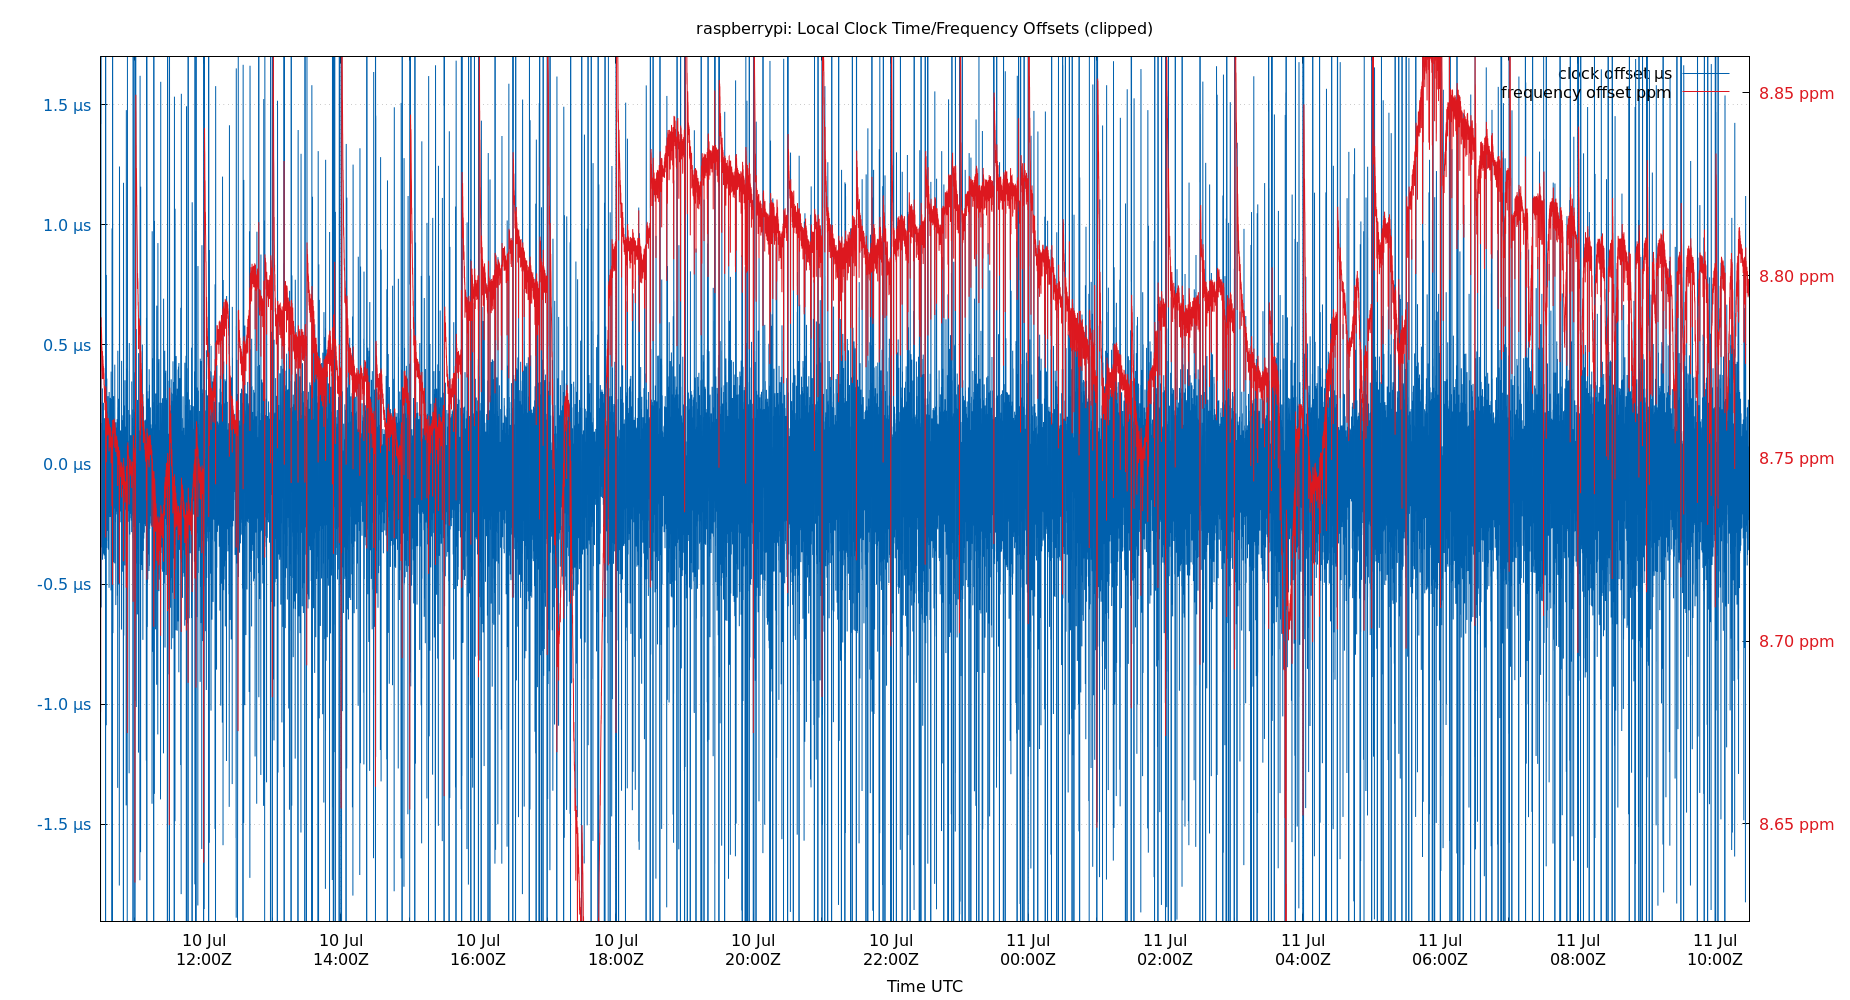 raspberrypi: Local Clock Time/Frequency Offsets (clipped)
clock offset µs
frequency offset ppm
1.5 µs
1.0 µs
0.5 µs
0.0 µs
-0.5 µs
-1.0 µs
-1.5 µs
8.85 ppm
8.80 ppm
8.75 ppm
8.70 ppm
8.65 ppm
10 Jul
12:00Z
10 Jul
14:00Z
10 Jul
16:00Z
10 Jul
18:00Z
10 Jul
20:00Z
10 Jul
22:00Z
11 Jul
00:00Z
11 Jul
02:00Z
11 Jul
04:00Z
11 Jul
06:00Z
11 Jul
08:00Z
11 Jul
10:00Z
Time UTC